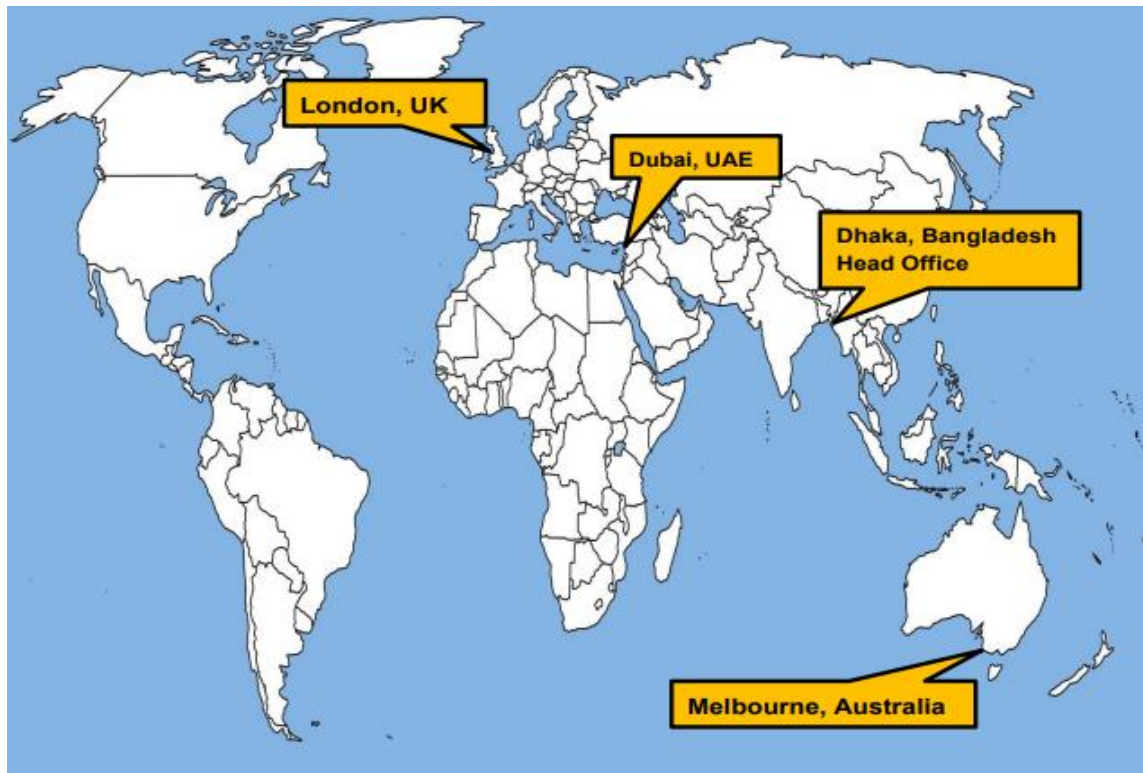 London, UK
Dubai, UAE
Dhaka, Bangladesh
Head Office
Melbourne, Australia